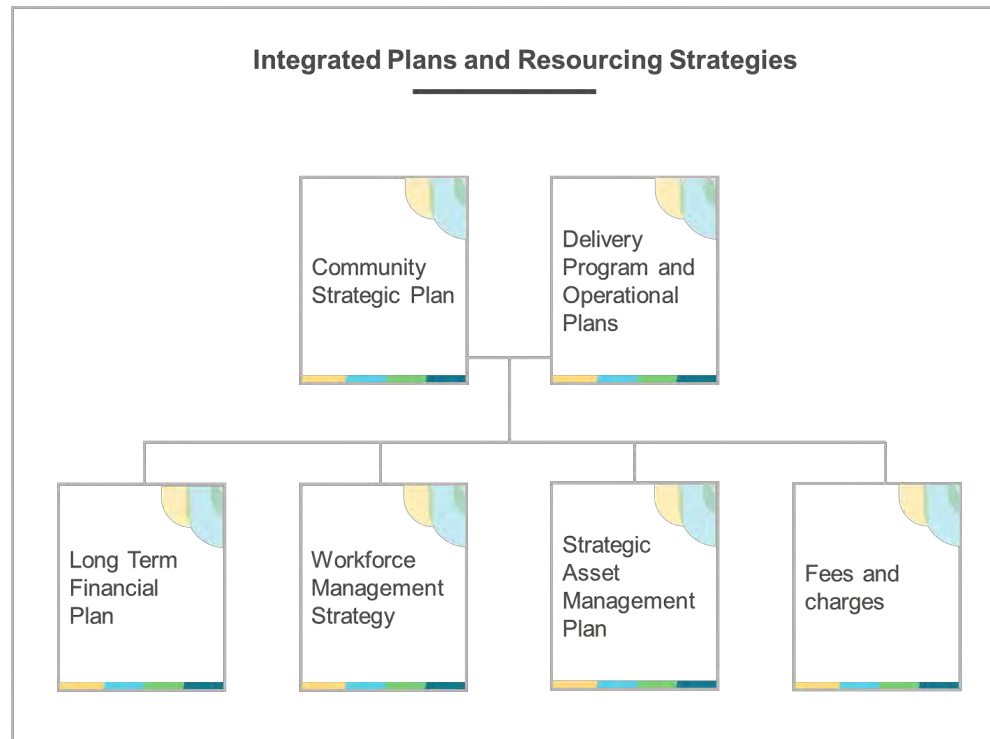 Integrated Plans and Resourcing Strategies
Community
Strategic Plan
Delivery
Program and
Operational
Plans
Long Term
Financial
Plan
Workforce
Management
Strategy
Strategic
Asset
Management
Plan
Fees and
charges